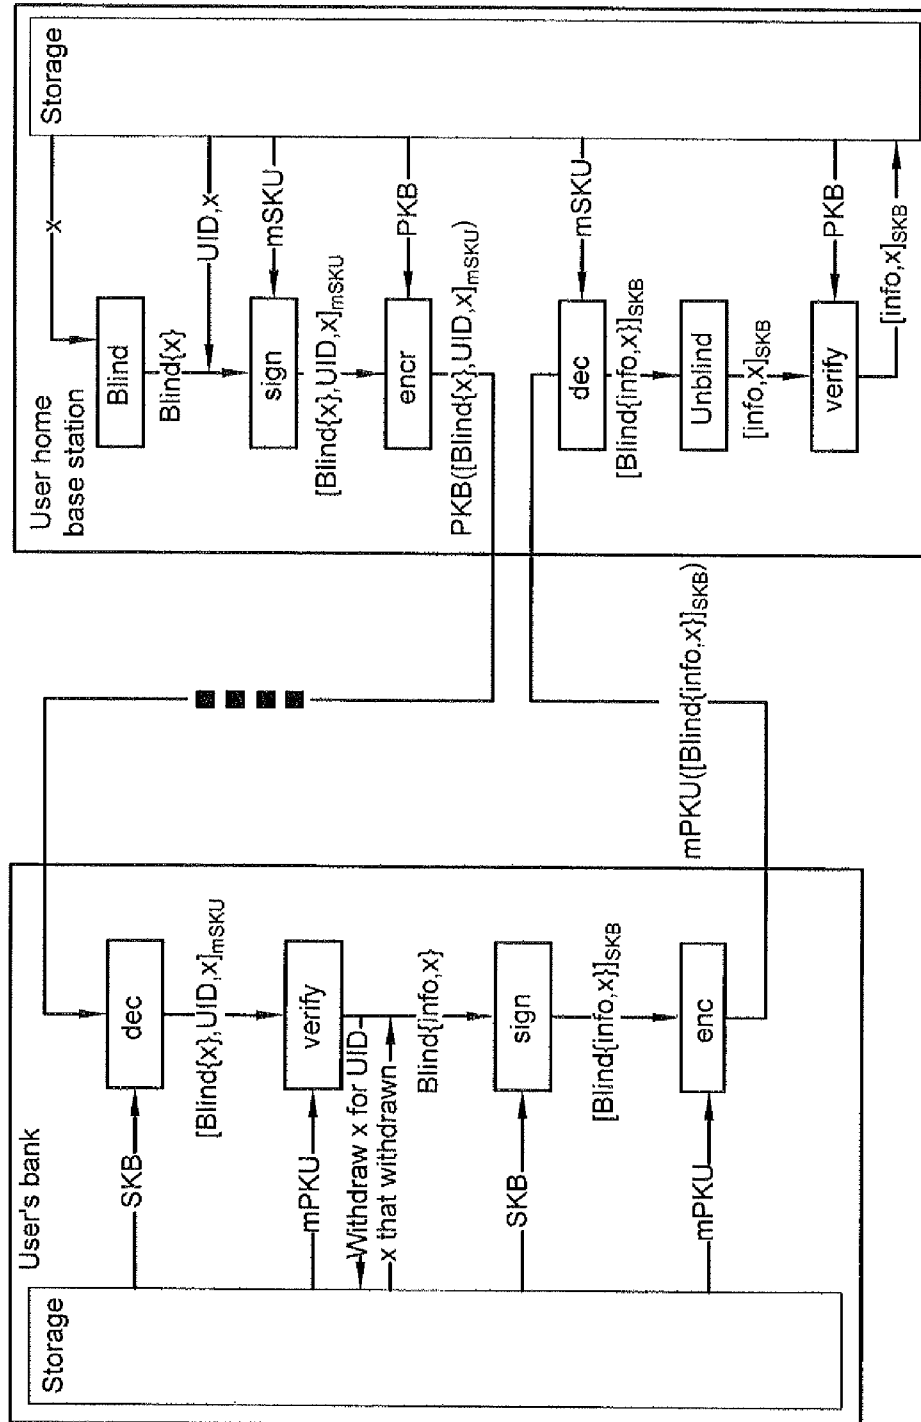 User's bank
Storage
SKB
dec
[Blind{x},UID,x]mSKU
mPKU
verify
Withdraw x for UID
x that withdrawn
Blind{info,x}
SKB
sign
[Blind{info,x}]SKB
mPKU
enc
mPKU([Blind{info,x}]SKB)
User home
base station
Storage
x
Blind
Blind{x}
UID,x
mSKU
sign
[Blind{x},UID,x]mSKU
PKB
encr
PKB([Blind{x},UID,x]mSKU)
mSKU
dec
[Blind{info,x}]SKB
Unblind
[info,x]SKB
PKB
verify
[info,x]SKB